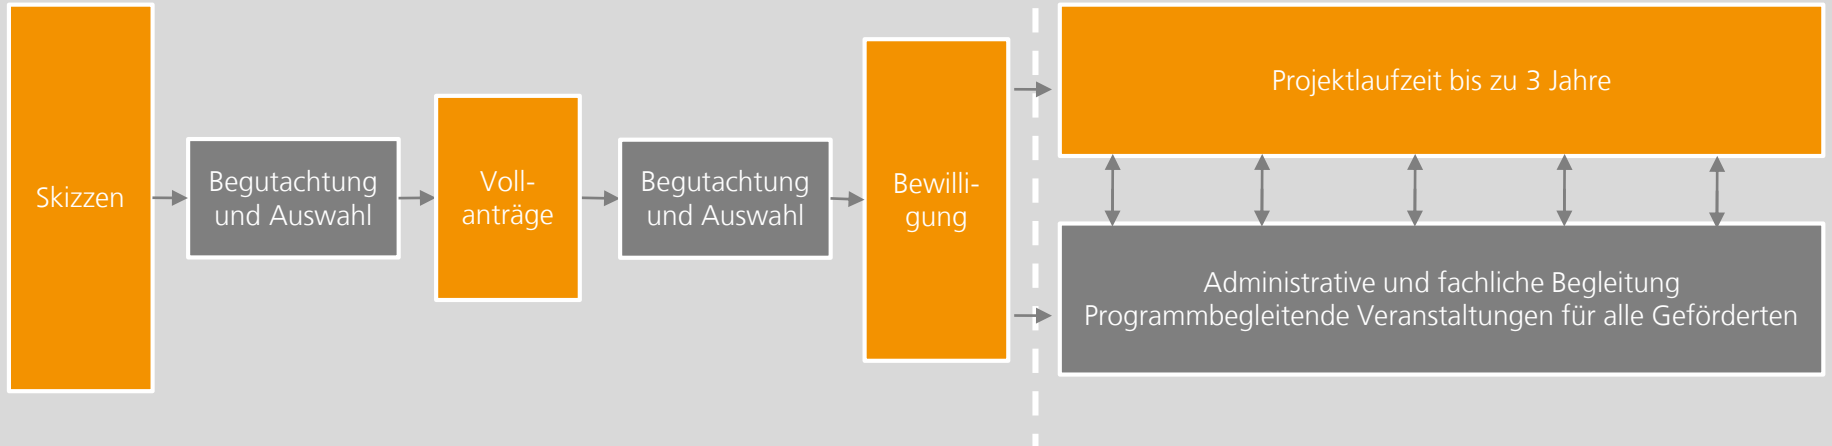 Skizzen
Begutachtung
und Auswahl
Voll-
anträge
Begutachtung
und Auswahl
Bewilli-
gung
Projektlaufzeit bis zu 3 Jahre
Administrative und fachliche Begleitung
Programmbegleitende Veranstaltungen für alle Geförderten